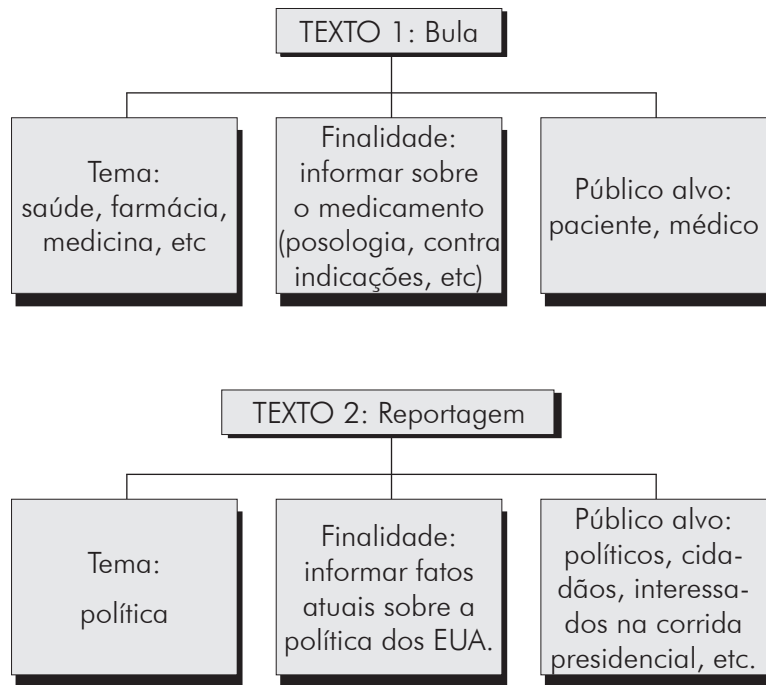 TEXTO 1: Bula
Tema:
saúde, farmácia,
medicina, etc
Finalidade:
informar sobre
o medicamento
(posologia, contra
indicações, etc)
Público alvo:
paciente, médico
TEXTO 2: Reportagem
Tema:
política
Finalidade:
informar fatos
atuais sobre a
política dos EUA.
Público alvo:
políticos, cida-
dãos, interessa-
dos na corrida
presidencial, etc.